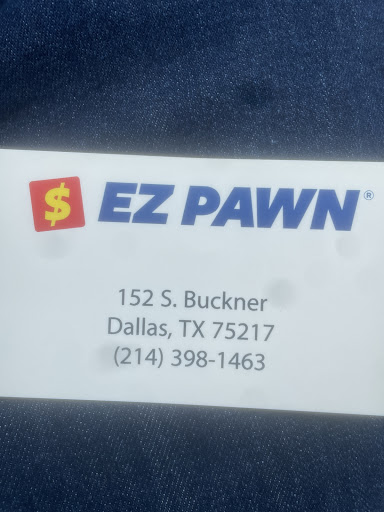 $ EZ PAWN®
152 S. Buckner
Dallas, TX 75217
(214) 398-1463